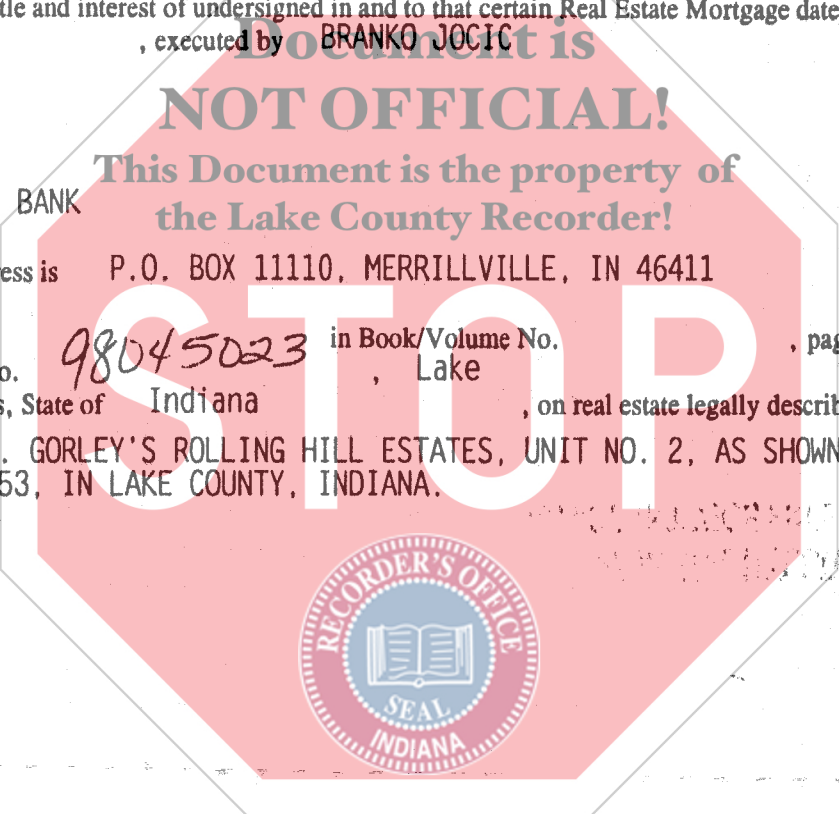 tle and interest of undersigned in and to that certain Real Estate Mortgage date
, executed by BRANKO JOCIC
Document is
NOT OFFICIAL!
This Document is the property of
the Lake County Recorder!
BANK
ess is P.O. BOX 11110, MERRILLVILLE, IN 46411
STOP
98045023 in Book/Volume No. , pag
o. , Lake
s, State of Indiana , on real estate legally describ
. GORLEY'S ROLLING HILL ESTATES, UNIT NO. 2, AS SHOWN
53, IN LAKE COUNTY, INDIANA.
RECORDER'S OFFICE
SEAL
INDIANA